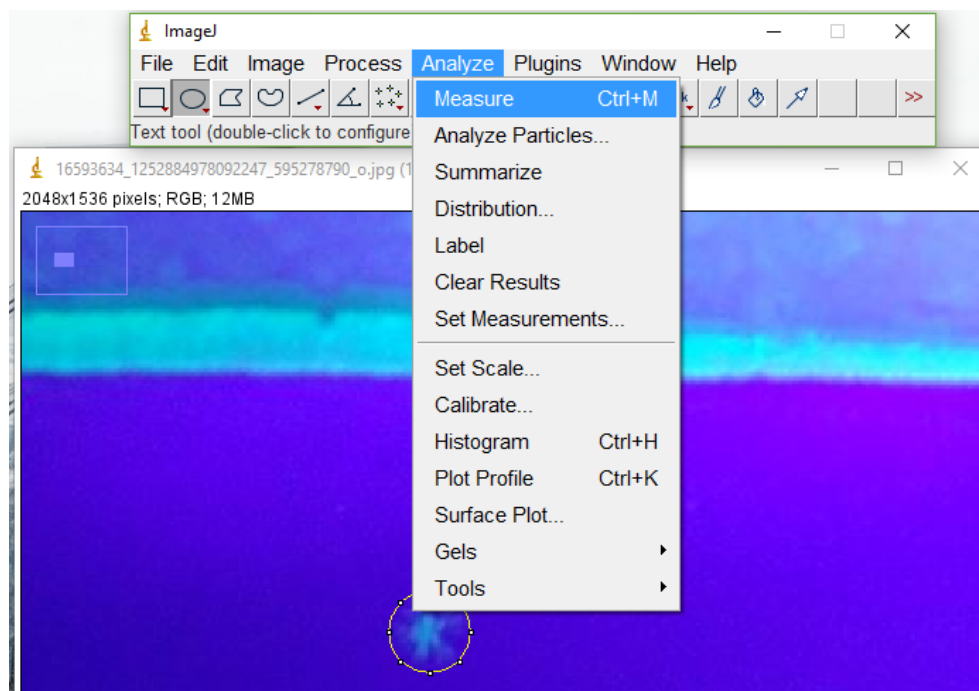 ImageJ
File Edit Image Process Analyze Plugins Window Help
>>
Text tool (double-click to configure
16593634_1252884978092247_595278790_o.jpg (1
2048x1536 pixels; RGB; 12MB
Measure Ctrl+M
Analyze Particles...
Summarize
Distribution...
Label
Clear Results
Set Measurements...
Set Scale...
Calibrate...
Histogram Ctrl+H
Plot Profile Ctrl+K
Surface Plot...
Gels
Tools